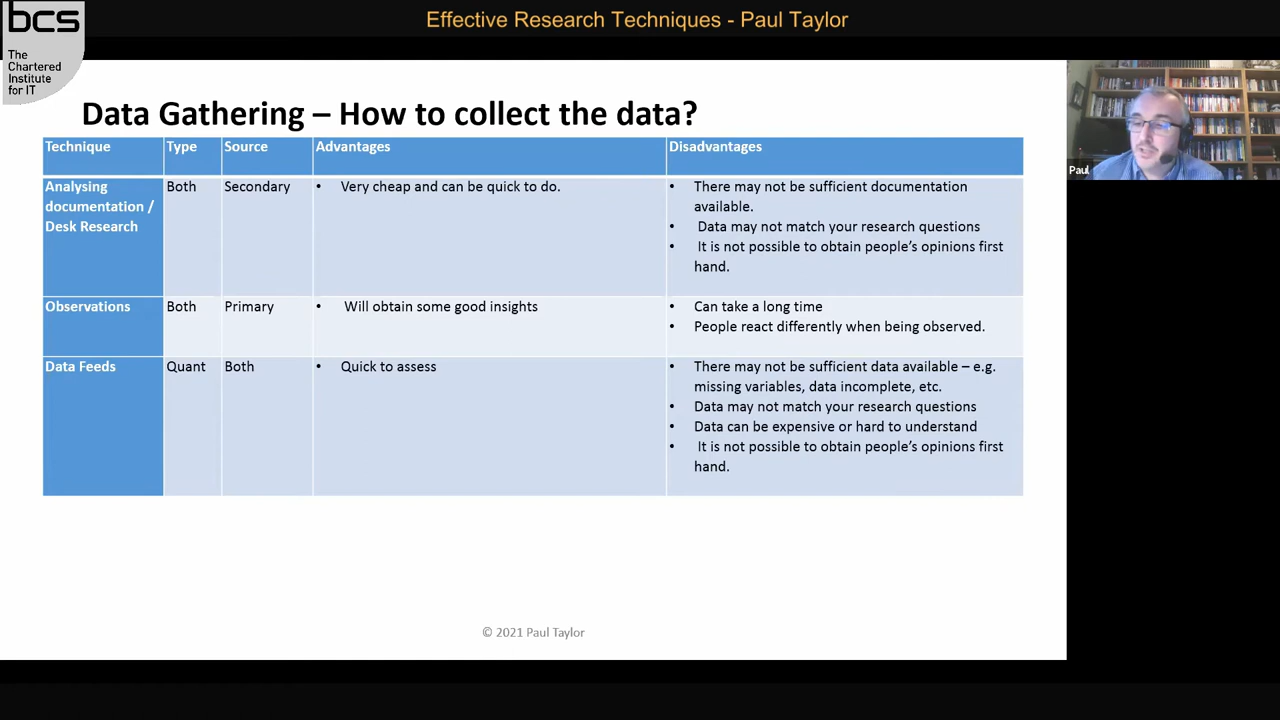 bcs
The
Chartered
Institute
for IT
Effective Research Techniques - Paul Taylor
Data Gathering – How to collect the data?
Technique Type Source Advantages Disadvantages
Analysing
documentation /
Desk Research
Both
Secondary
• Very cheap and can be quick to do.
• There may not be sufficient documentation
available.
• Data may not match your research questions
• It is not possible to obtain people's opinions first
hand.
Observations
Both
Primary
• Will obtain some good insights
• Can take a long time
• People react differently when being observed.
Data Feeds
Quant
Both
• Quick to assess
• There may not be sufficient data available – e.g.
missing variables, data incomplete, etc.
• Data may not match your research questions
• Data can be expensive or hard to understand
• It is not possible to obtain people's opinions first
hand.
© 2021 Paul Taylor
Paul